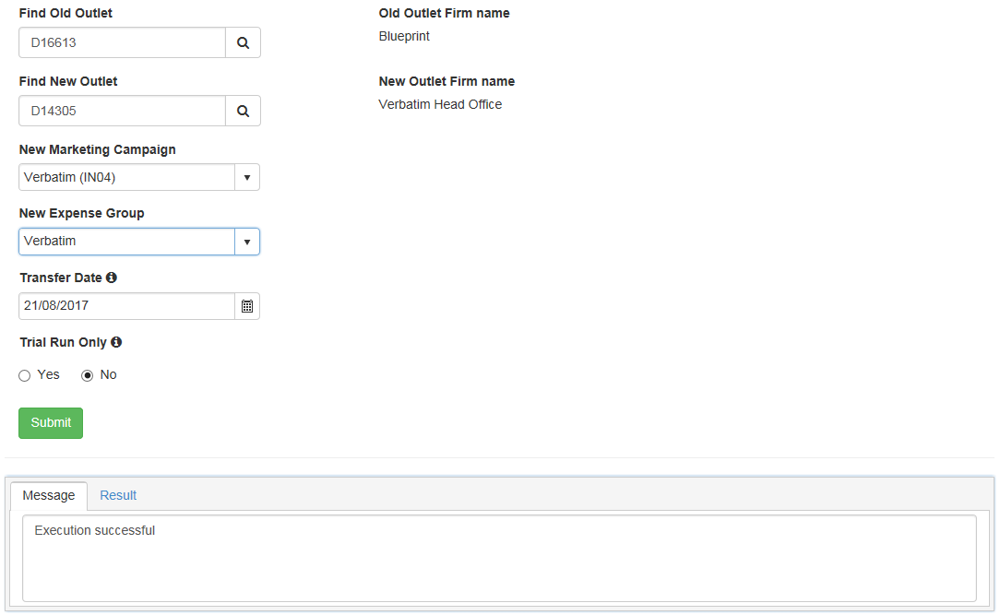 Find Old Outlet
Old Outlet Firm name
D16613
Blueprint
Find New Outlet
New Outlet Firm name
D14305
Verbatim Head Office
New Marketing Campaign
Verbatim (IN04)
New Expense Group
Verbatim
Transfer Date
21/08/2017
Trial Run Only
Yes No
Submit
Message Result
Execution successful